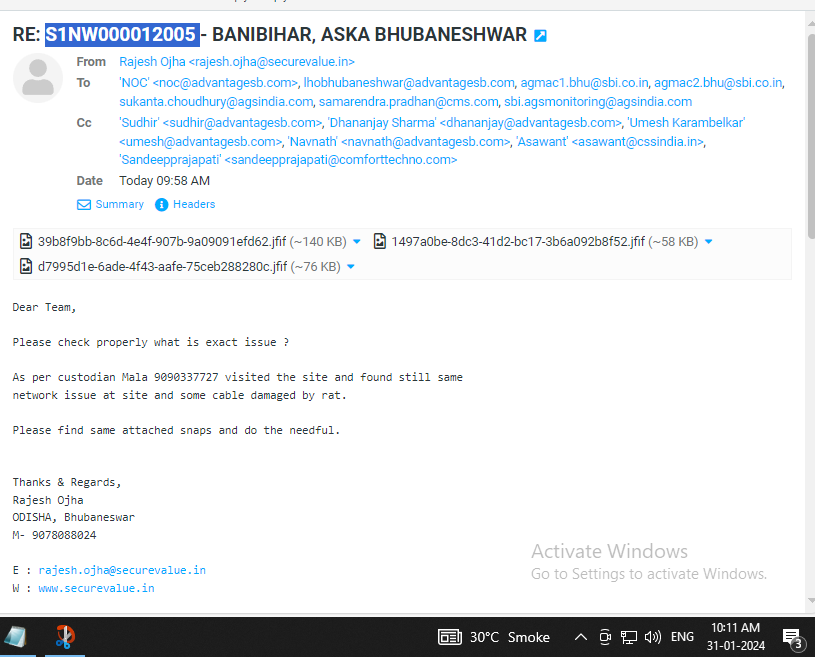 RE: S1NW000012005 - BANIBIHAR, ASKA BHUBANESHWAR
From Rajesh Ojha <rajesh.ojha@securevalue.in>
To 'NOC' <noc@advantagesb.com>, lhobhubaneshwar@advantagesb.com, agmac1.bhu@sbi.co.in, agmac2.bhu@sbi.co.in,
sukanta.choudhury@agsindia.com, samarendra.pradhan@cms.com, sbi.agsmonitoring@agsindia.com
Cc 'Sudhir' <sudhir@advantagesb.com>, 'Dhananjay Sharma' <dhananjay@advantagesb.com>, 'Umesh Karambelkar'
<umesh@advantagesb.com>, 'Navnath' <navnath@advantagesb.com>, 'Asawant' <asawant@cssindia.in>,
'Sandeepprajapati' <sandeepprajapati@comforttechno.com>
Date Today 09:58 AM
Summary Headers
39b8f9bb-8c6d-4e4f-907b-9a09091efd62.jfif (~140 KB) 1497a0be-8dc3-41d2-bc17-3b6a092b8f52.jfif (~58 KB)
d7995d1e-6ade-4f43-aafe-75ceb288280c.jfif (~76 KB)
Dear Team,
Please check properly what is exact issue ?
As per custodian Mala 9090337727 visited the site and found still same
network issue at site and some cable damaged by rat.
Please find same attached snaps and do the needful.
Thanks & Regards,
Rajesh Ojha
ODISHA, Bhubaneswar
M- 9078088024
E : rajesh.ojha@securevalue.in
W : www.securevalue.in
Activate Windows
Go to Settings to activate Windows.
30°C Smoke ENG 10:11 AM
31-01-2024 3